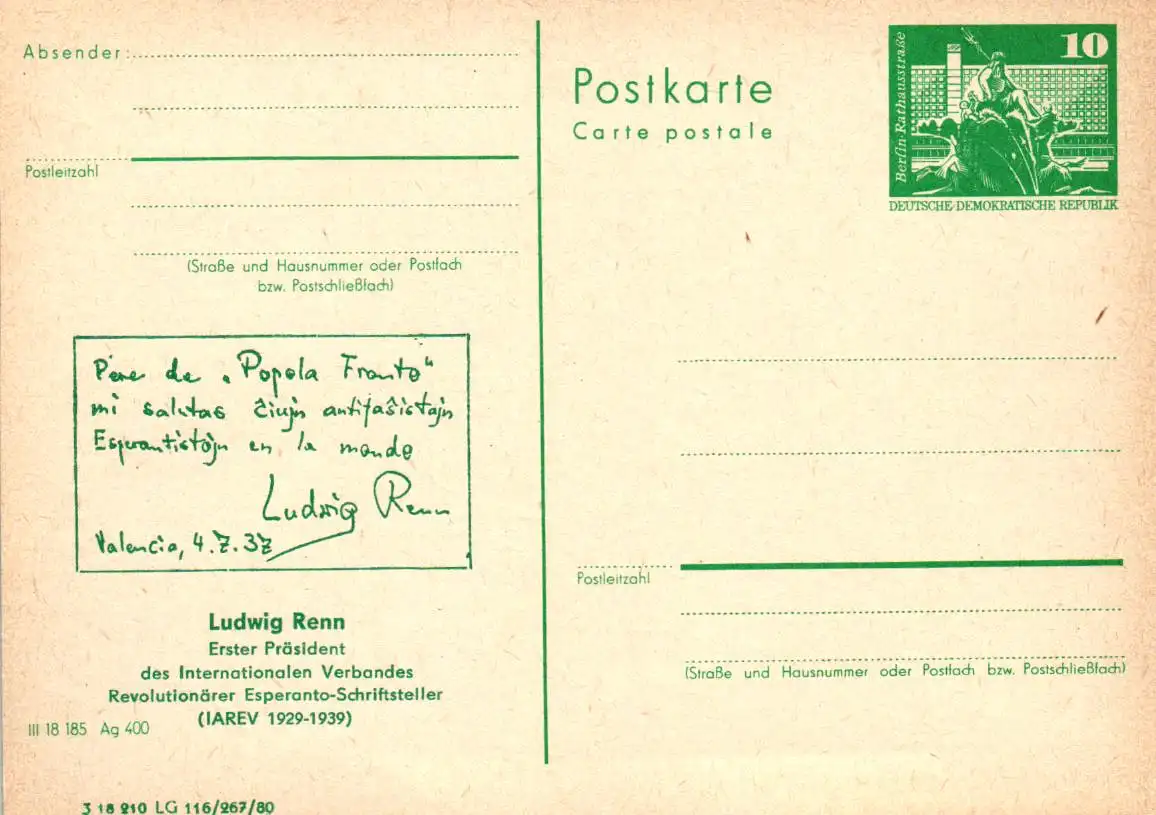 Absender:
Postleitzahl
(Straße und Hausnummer oder Postfach
bzw. Postschließfach)
Pere de „Popola Fronto“
mi salutas ĉiujn antifaŝistajn
Esperantistojn en la mondo
Ludwig Renn
Valencia, 4.7.37
Ludwig Renn
Erster Präsident
des Internationalen Verbandes
Revolutionärer Esperanto-Schriftsteller
(IAREV 1929-1939)
III 18 185 Ag 400
3 18 210 LG 116/267/80
Postkarte
Carte postale
10
Berlin·Rathausstraße
DEUTSCHE DEMOKRATISCHE REPUBLIK
Postleitzahl
(Straße und Hausnummer oder Postfach bzw. Postschließfach)